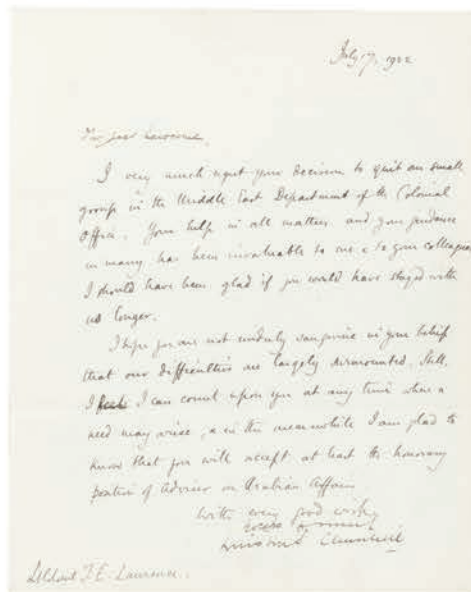 July 17, 1922
My dear Lawrence,
I very much regret your decision to quit our small
group in the Middle East Department of the Colonial
Office. Your help in all matters and your guidance
in many has been invaluable to me & to your colleagues
I should have been glad if you would have stayed with
us longer.
I hope you are not unduly sanguine in your belief
that our difficulties are largely surmounted. Still,
I feel I can count upon you at any time when a
need may arise, & in the meanwhile I am glad to
know that you will accept at least the honorary
position of Adviser on Arabian Affairs
With every good wish,
Yours
Winston S Churchill
T. E. Lawrence.